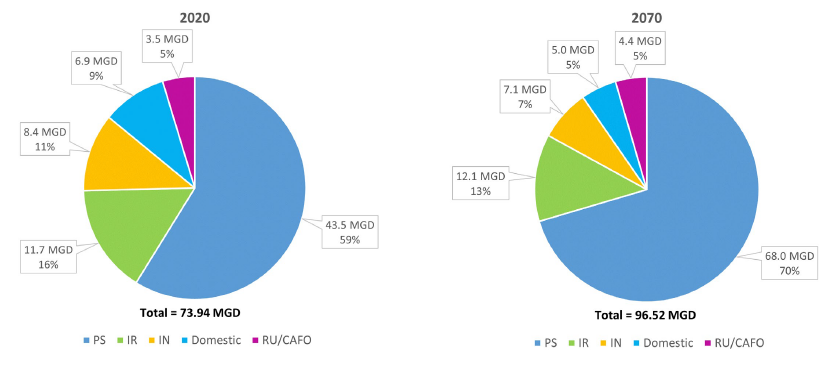 2020
3.5 MGD
5%
6.9 MGD
9%
8.4 MGD
11%
11.7 MGD
16%
43.5 MGD
59%
Total = 73.94 MGD
PS IR IN Domestic RU/CAFO
2070
4.4 MGD
5%
5.0 MGD
5%
7.1 MGD
7%
12.1 MGD
13%
68.0 MGD
70%
Total = 96.52 MGD
PS IR IN Domestic RU/CAFO